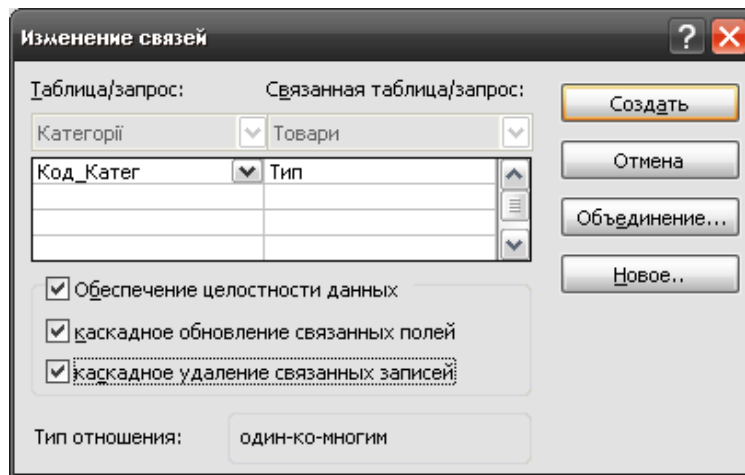 Изменение связей
Таблица/запрос: Связанная таблица/запрос:
Категорії Товари
Код_Катег Тип
Обеспечение целостности данных
каскадное обновление связанных полей
каскадное удаление связанных записей
Тип отношения: один-ко-многим
Создать
Отмена
Объединение...
Новое..